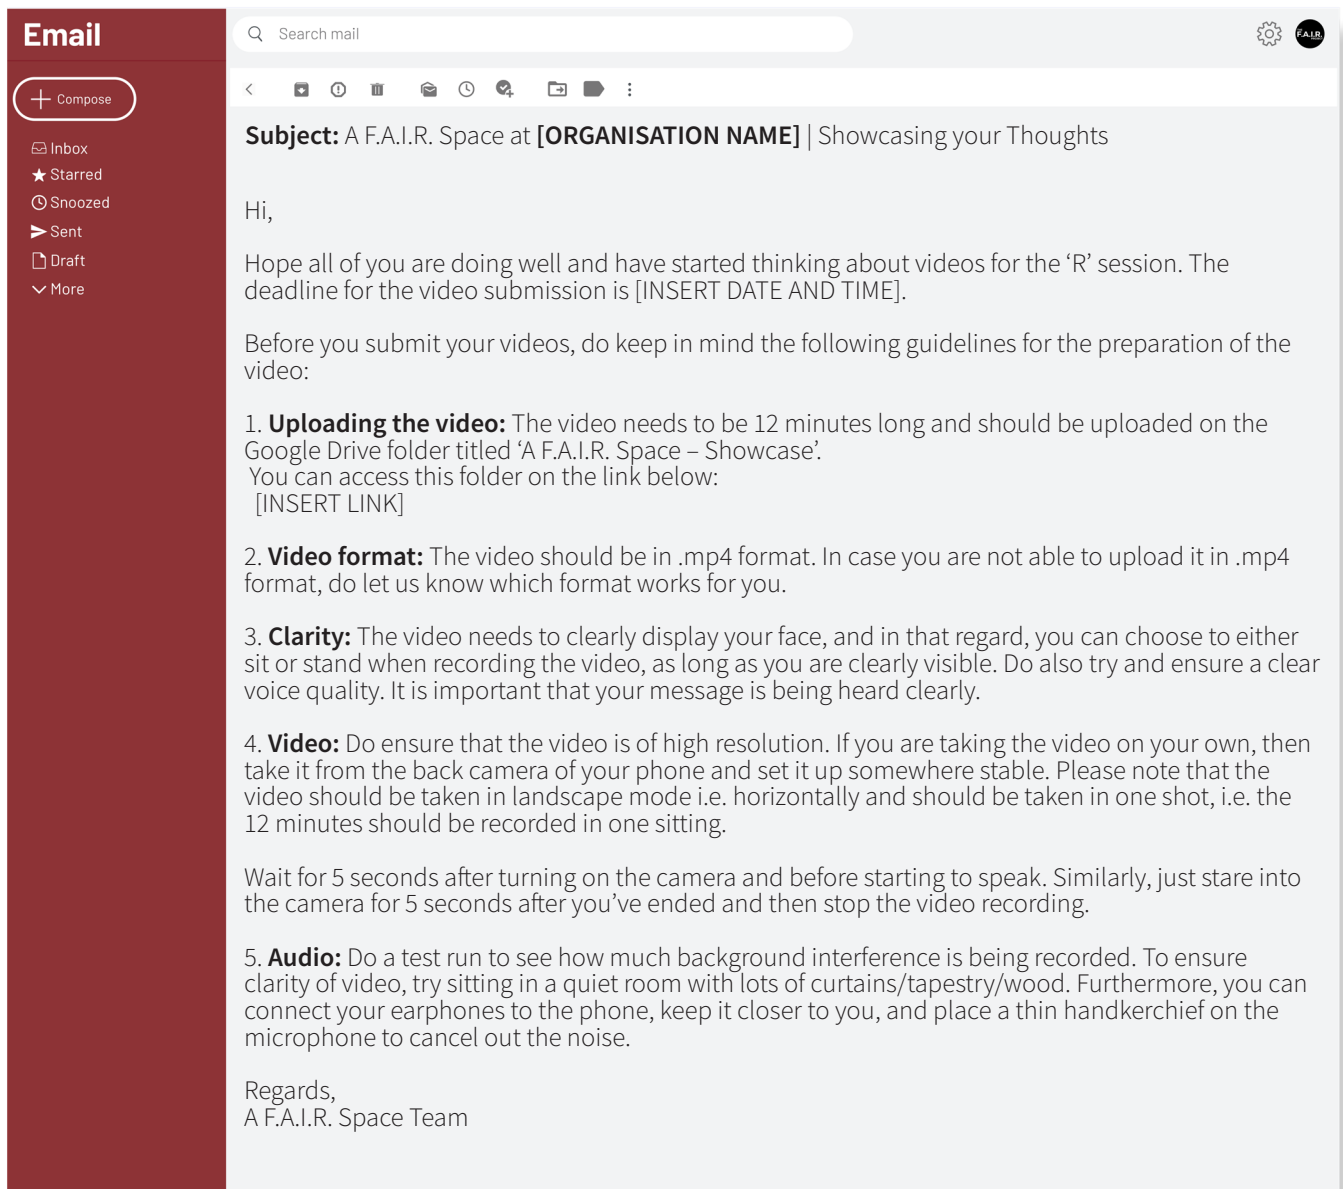 Email
Search mail
F.A.I.R.
Compose
Inbox
Starred
Snoozed
Sent
Draft
More
Subject: A F.A.I.R. Space at [ORGANISATION NAME] | Showcasing your Thoughts
Hi,
Hope all of you are doing well and have started thinking about videos for the ‘R’ session. The
deadline for the video submission is [INSERT DATE AND TIME].
Before you submit your videos, do keep in mind the following guidelines for the preparation of the
video:
1. Uploading the video: The video needs to be 12 minutes long and should be uploaded on the
Google Drive folder titled ‘A F.A.I.R. Space – Showcase’.
You can access this folder on the link below:
[INSERT LINK]
2. Video format: The video should be in .mp4 format. In case you are not able to upload it in .mp4
format, do let us know which format works for you.
3. Clarity: The video needs to clearly display your face, and in that regard, you can choose to either
sit or stand when recording the video, as long as you are clearly visible. Do also try and ensure a clear
voice quality. It is important that your message is being heard clearly.
4. Video: Do ensure that the video is of high resolution. If you are taking the video on your own, then
take it from the back camera of your phone and set it up somewhere stable. Please note that the
video should be taken in landscape mode i.e. horizontally and should be taken in one shot, i.e. the
12 minutes should be recorded in one sitting.
Wait for 5 seconds after turning on the camera and before starting to speak. Similarly, just stare into
the camera for 5 seconds after you’ve ended and then stop the video recording.
5. Audio: Do a test run to see how much background interference is being recorded. To ensure
clarity of video, try sitting in a quiet room with lots of curtains/tapestry/wood. Furthermore, you can
connect your earphones to the phone, keep it closer to you, and place a thin handkerchief on the
microphone to cancel out the noise.
Regards,
A F.A.I.R. Space Team